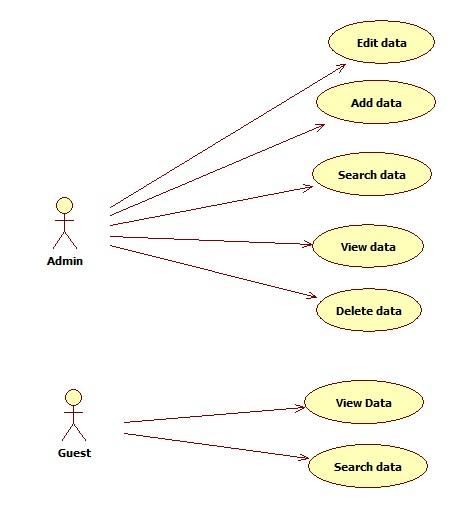 Edit data
Add data
Search data
Admin
View data
Delete data
View Data
Guest
Search data